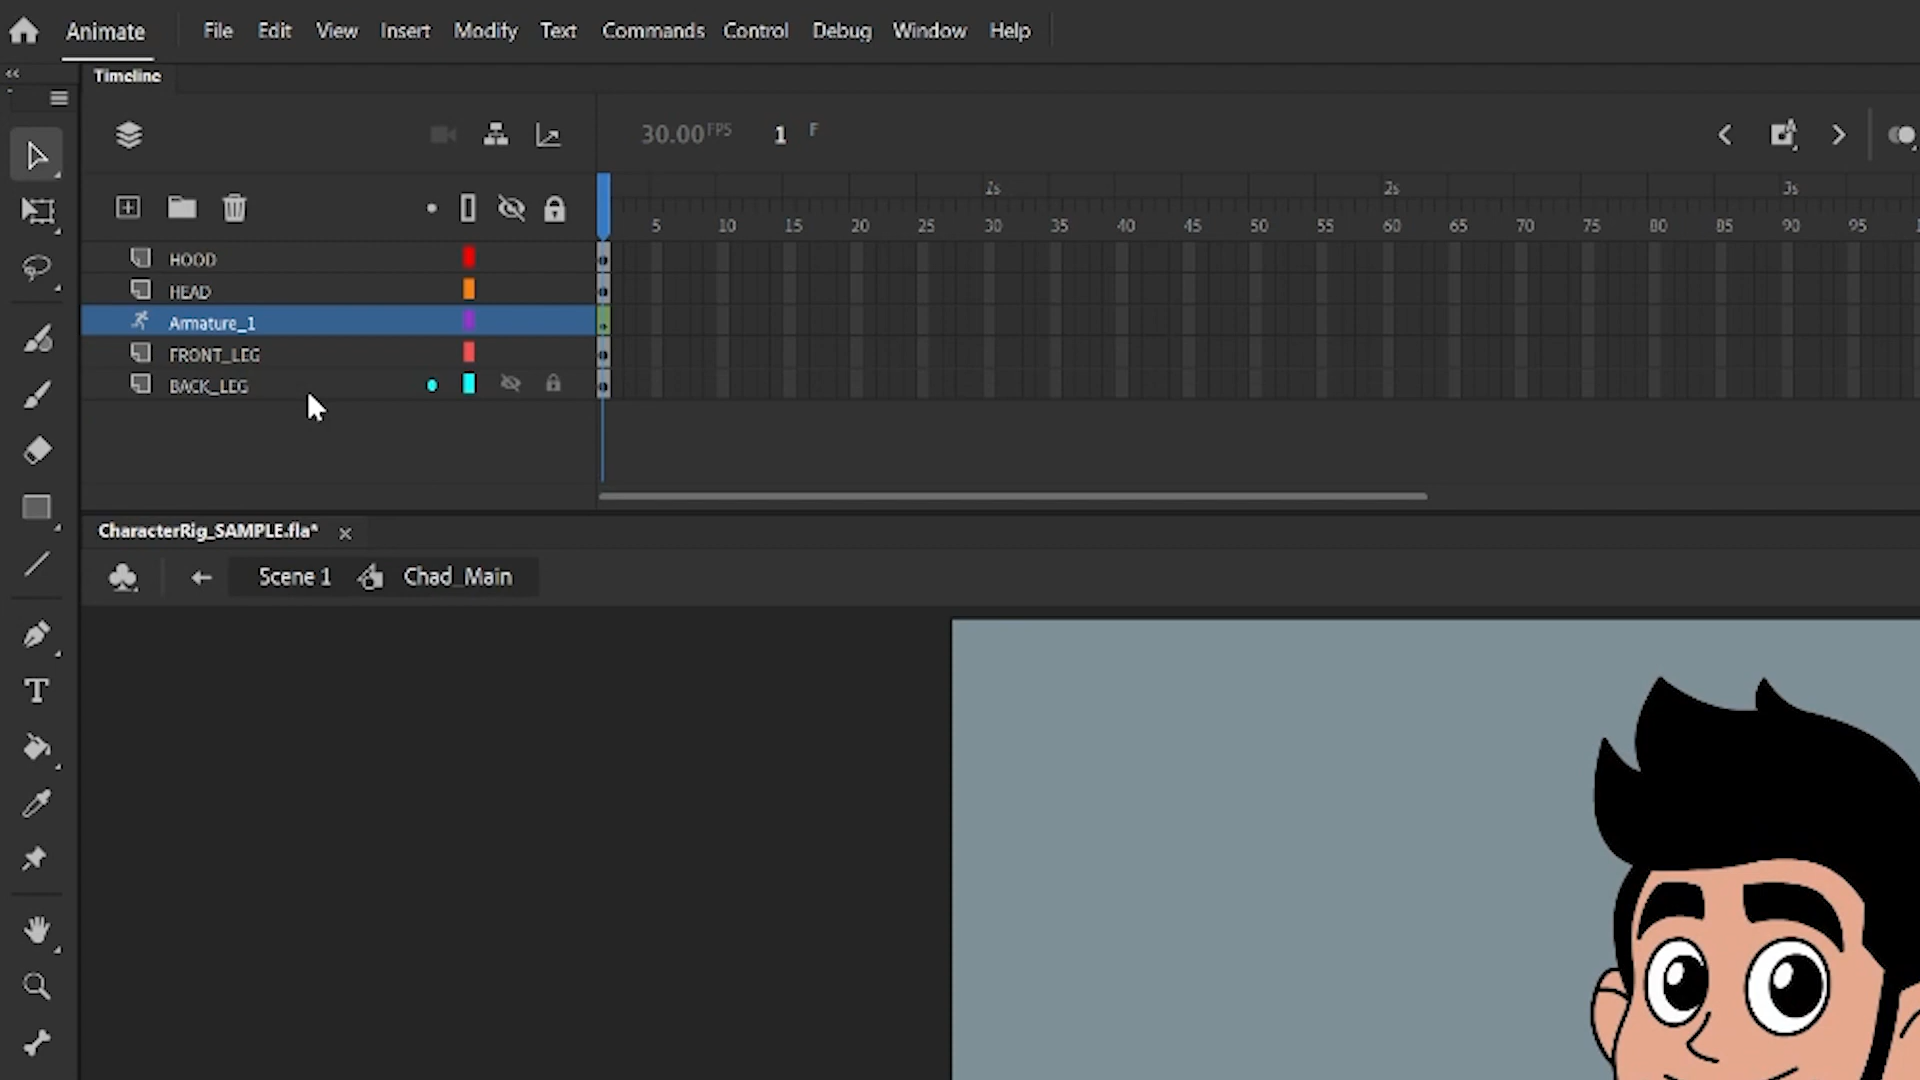 Animate File Edit View Insert Modify Text Commands Control Debug Window Help
Timeline
30.00 FPS 1 F
1s 2s 3s
5 10 15 20 25 30 35 40 45 50 55 60 65 70 75 80 85 90 95
HOOD
HEAD
Armature_1
FRONT_LEG
BACK_LEG
CharacterRig_SAMPLE.fla*
Scene 1 Chad_Main